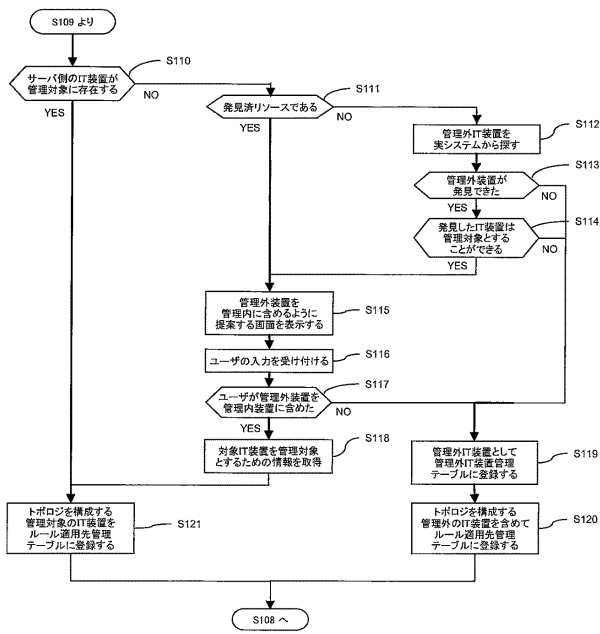 S109 より
サーバ側のIT装置が
管理対象に存在する
S110
YES
NO
発見済リソースである
S111
YES
NO
管理外IT装置を
実システムから探す
S112
管理外装置が
発見できた
S113
YES
NO
発見したIT装置は
管理対象とする
ことができる
S114
YES
NO
管理外装置を
管理内に含めるように
提案する画面を表示する
S115
ユーザの入力を受け付ける
S116
ユーザが管理外装置を
管理内装置に含めた
S117
YES
NO
対象IT装置を管理対象
とするための情報を取得
S118
管理外IT装置として
管理外IT装置管理
テーブルに登録する
S119
トポロジを構成する
管理対象のIT装置を
ルール適用先管理
テーブルに登録する
S121
トポロジを構成する
管理外のIT装置を含めて
ルール適用先管理
テーブルに登録する
S120
S108 へ